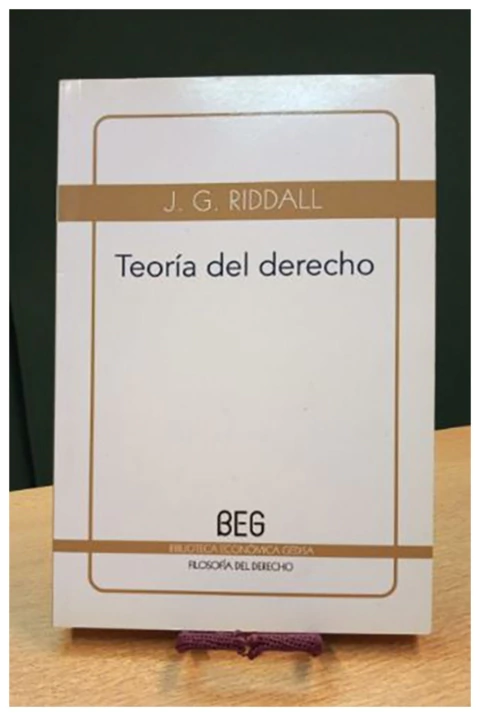 J. G. RIDDALL
Teoría del derecho
BEG
BIBLIOTECA ECONÓMICA GEDISA
FILOSOFÍA DEL DERECHO